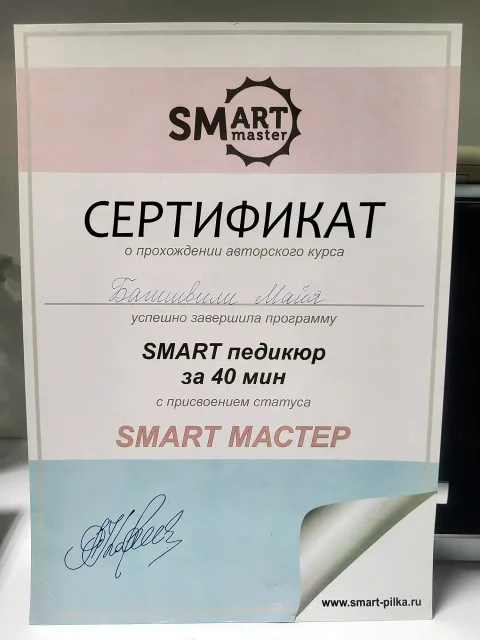 SMART
master
СЕРТИФИКАТ
о прохождении авторского курса
Башивили Майя
успешно завершила программу
SMART педикюр
за 40 мин
с присвоением статуса
SMART МАСТЕР
www.smart-pilka.ru